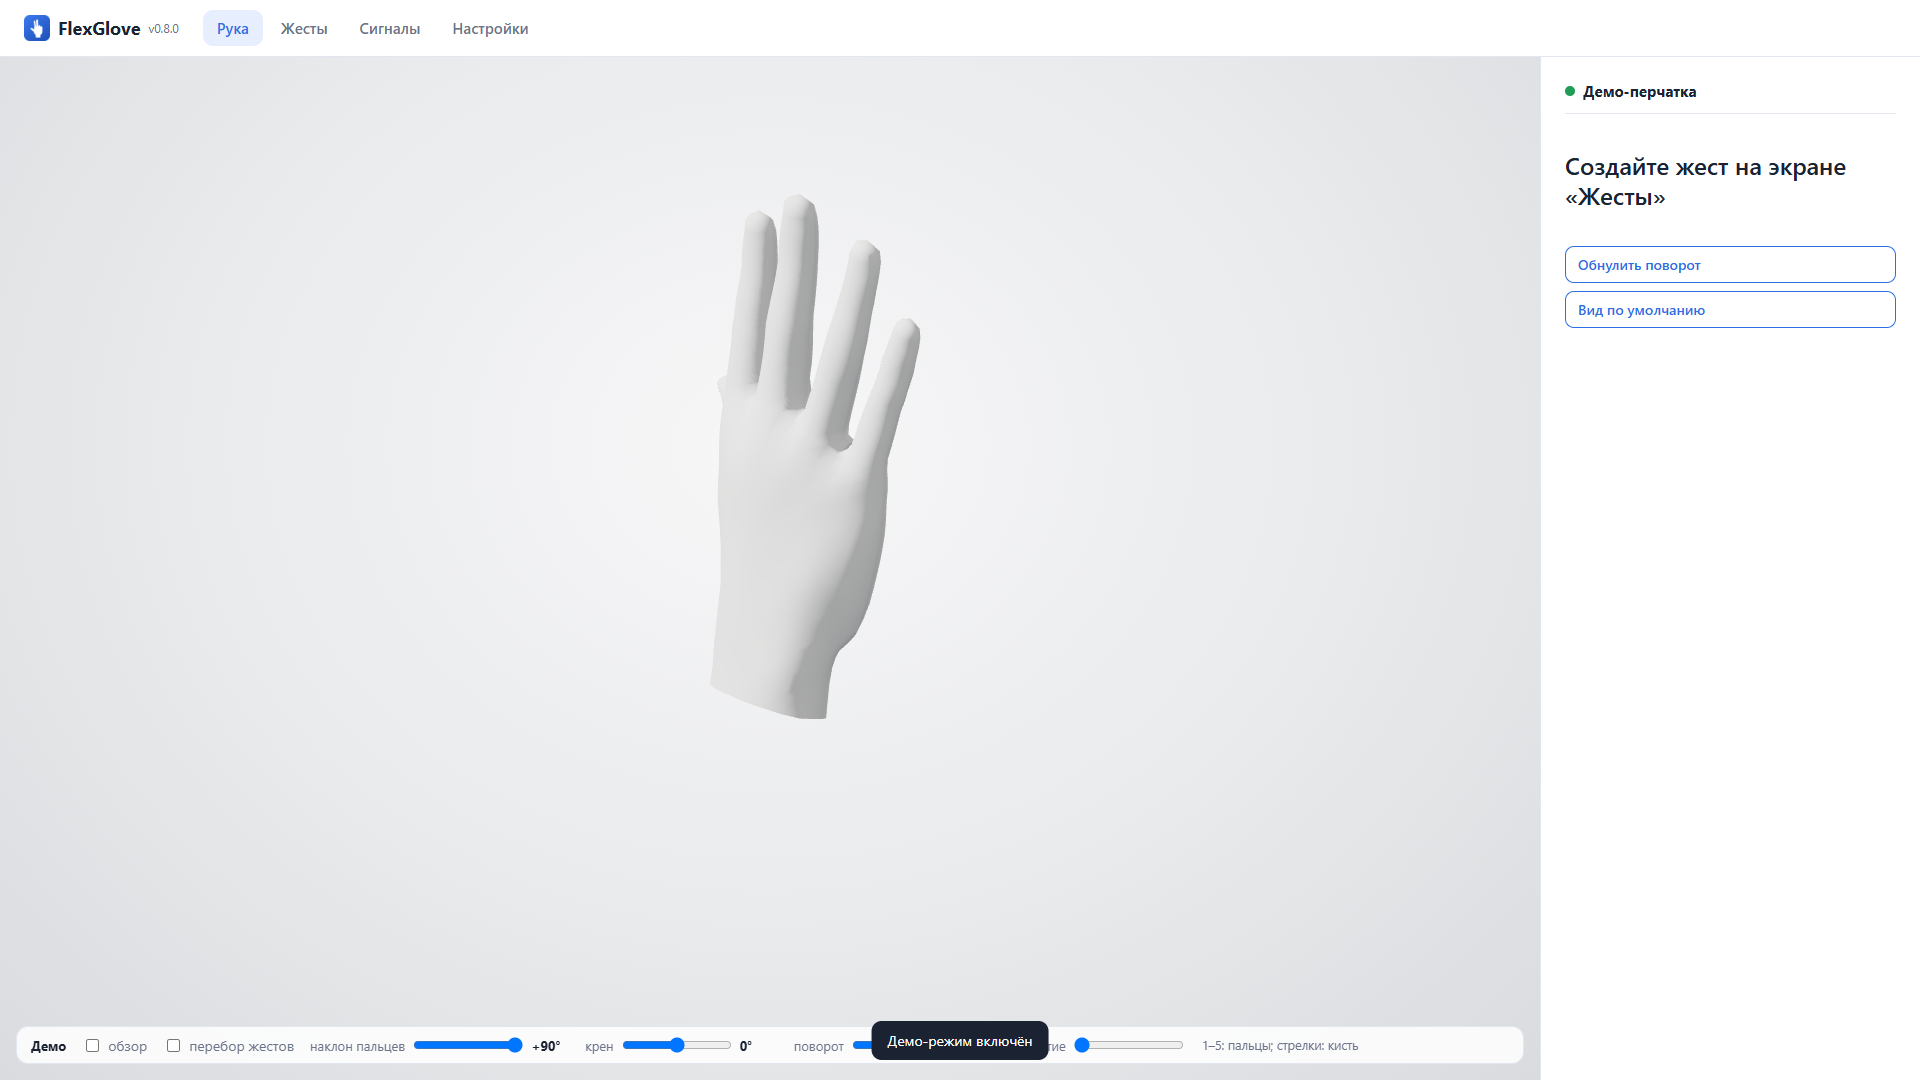 FlexGlove v0.8.0 Рука Жесты Сигналы Настройки
Демо-перчатка
Создайте жест на экране
«Жесты»
Обнулить поворот
Вид по умолчанию
Демо обзор перебор жестов наклон пальцев +90° крен 0° поворот 1–5: пальцы; стрелки: кисть
Демо-режим включён